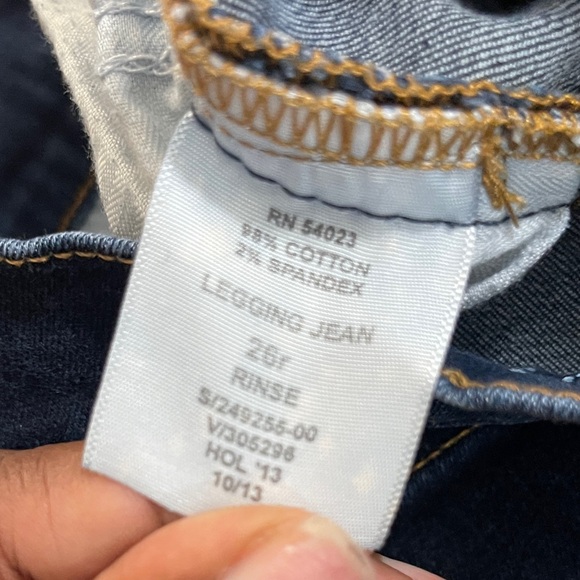 RN 54023
98% COTTON
2% SPANDEX
LEGGING JEAN
26r
RINSE
S/249255-00
V/305296
HOL '13
10/13